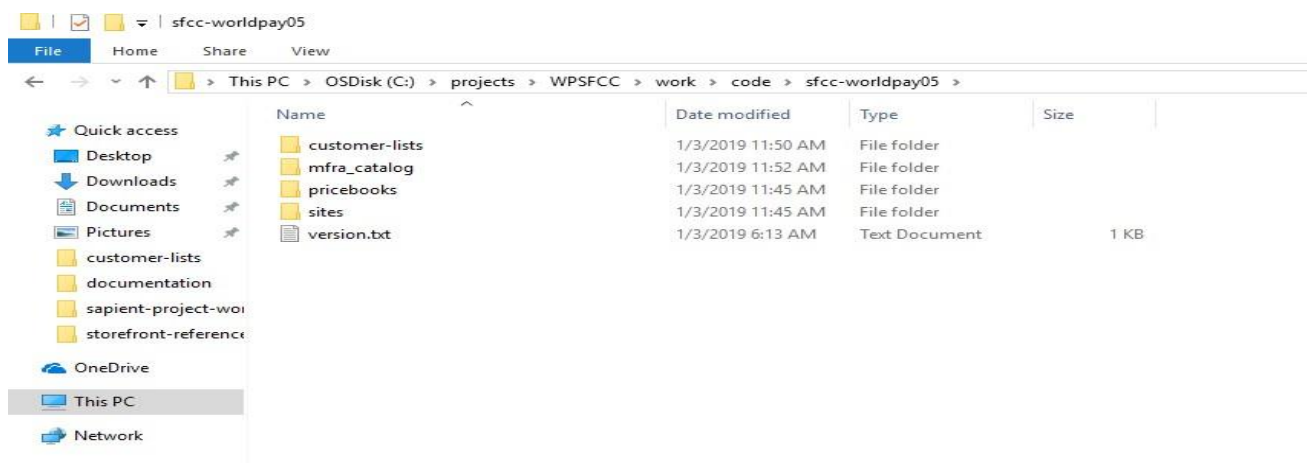 sfcc-worldpay05
File Home Share View
This PC > OSDisk (C:) > projects > WPSFCC > work > code > sfcc-worldpay05 >
Name Date modified Type Size
Quick access
Desktop
Downloads
Documents
Pictures
customer-lists
documentation
sapient-project-wor
storefront-reference
OneDrive
This PC
Network
customer-lists 1/3/2019 11:50 AM File folder
mfra_catalog 1/3/2019 11:52 AM File folder
pricebooks 1/3/2019 11:45 AM File folder
sites 1/3/2019 11:45 AM File folder
version.txt 1/3/2019 6:13 AM Text Document 1 KB